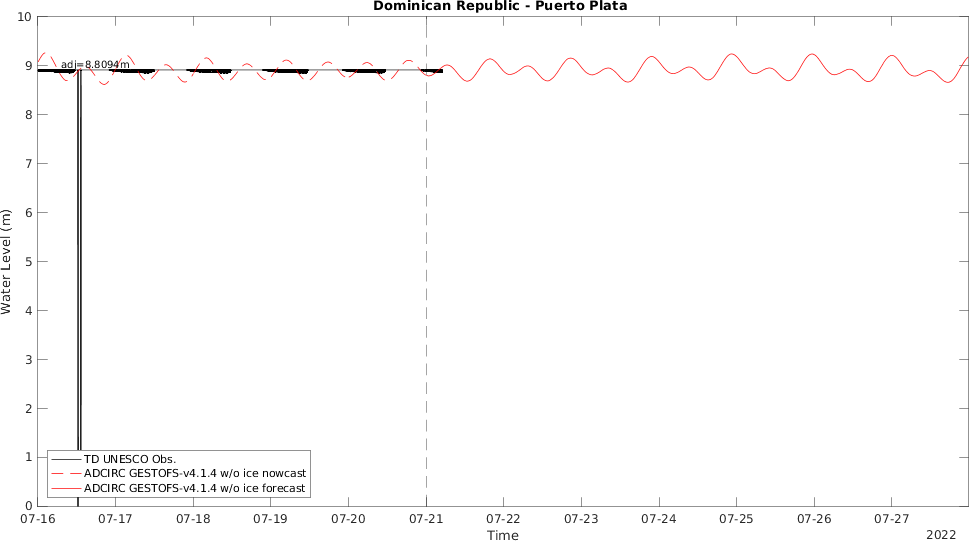 Dominican Republic - Puerto Plata
10
9
8
7
6
5
4
3
2
1
0
Water Level (m)
adj=8.8094m
TD UNESCO Obs.
ADCIRC GESTOFS-v4.1.4 w/o ice nowcast
ADCIRC GESTOFS-v4.1.4 w/o ice forecast
07-16 07-17 07-18 07-19 07-20 07-21 07-22 07-23 07-24 07-25 07-26 07-27
Time
2022